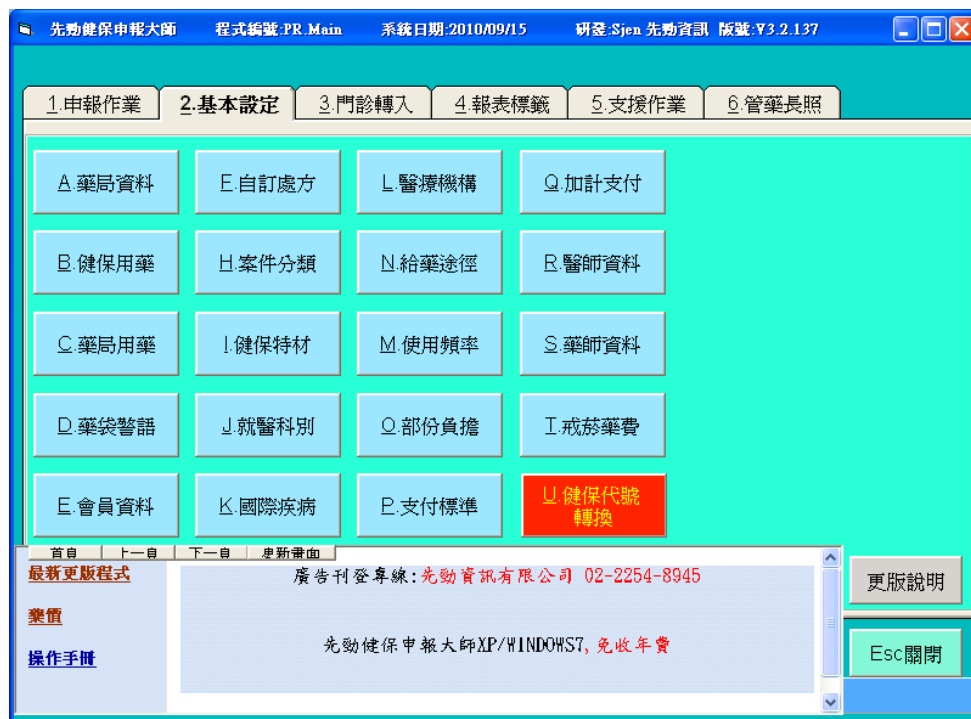 先勁健保申報大師 程式編號:PR.Main 系統日期:2010/09/15 研發:Sjen 先勁資訊 版號:V3.2.137
1.申報作業 2.基本設定 3.門診轉入 4.報表標籤 5.支援作業 6.管藥長照
A.藥局資料 F.自訂處方 L.醫療機構 Q.加計支付
B.健保用藥 H.案件分類 N.給藥途徑 R.醫師資料
C.藥局用藥 I.健保特材 M.使用頻率 S.藥師資料
D.藥袋警語 J.就醫科別 O.部份負擔 T.戒菸藥費
E.會員資料 K.國際疾病 P.支付標準 U.健保代號
轉換
首頁 上一頁 下一頁 更新畫面
最新更版程式 廣告刊登專線:先勁資訊有限公司 02-2254-8945 更版說明
藥價
先勁健保申報大師XP/WINDOWS7,免收年費
操作手冊 Esc關閉